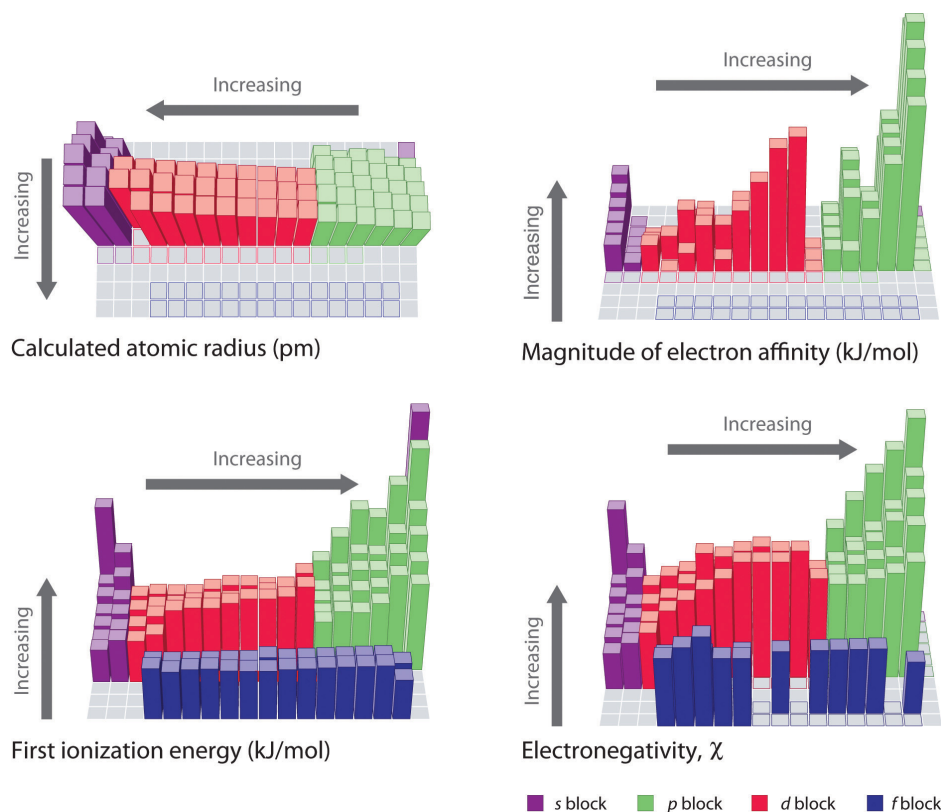 Increasing
Increasing
Calculated atomic radius (pm)
Increasing
Increasing
Magnitude of electron affinity (kJ/mol)
Increasing
Increasing
First ionization energy (kJ/mol)
Increasing
Increasing
Electronegativity, χ
s block
p block
d block
f block